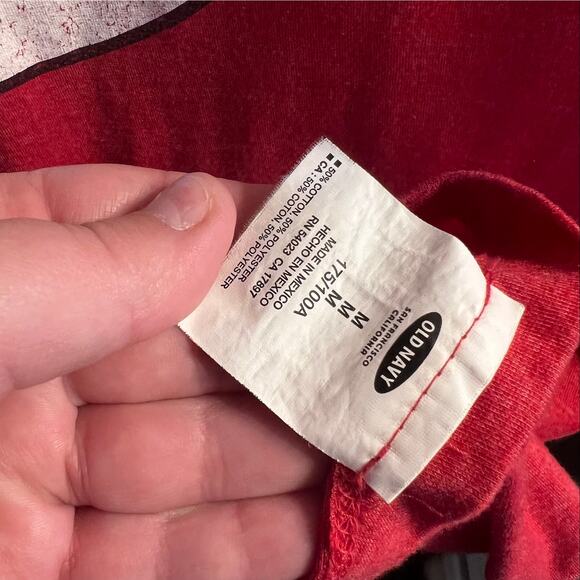 OLD NAVY
SAN FRANCISCO
CALIFORNIA
M
M
175/100A
MADE IN MEXICO
HECHO EN MEXICO
RN 54023 CA 17897
50% COTTON, 50% POLYESTER
CA: 50% COTON, 50% POLYESTER